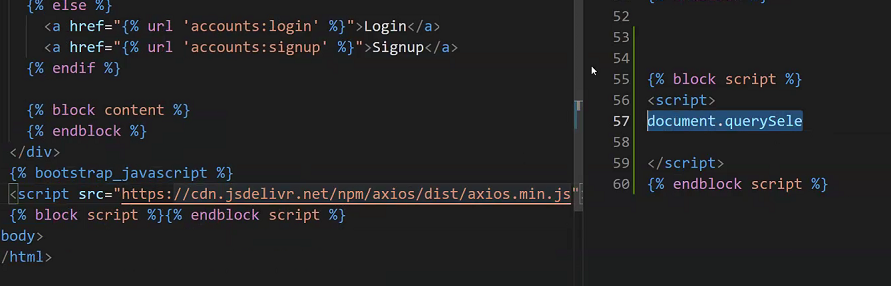 {% else %}
<a href="{% url 'accounts:login' %}">Login</a>
<a href="{% url 'accounts:signup' %}">Signup</a>
{% endif %}
{% block content %}
{% endblock %}
</div>
{% bootstrap_javascript %}
<script src="https://cdn.jsdelivr.net/npm/axios/dist/axios.min.js"
{% block script %}{% endblock script %}
body>
/html>
52
53
54
55 {% block script %}
56 <script>
57 document.querySele
58
59 </script>
60 {% endblock script %}